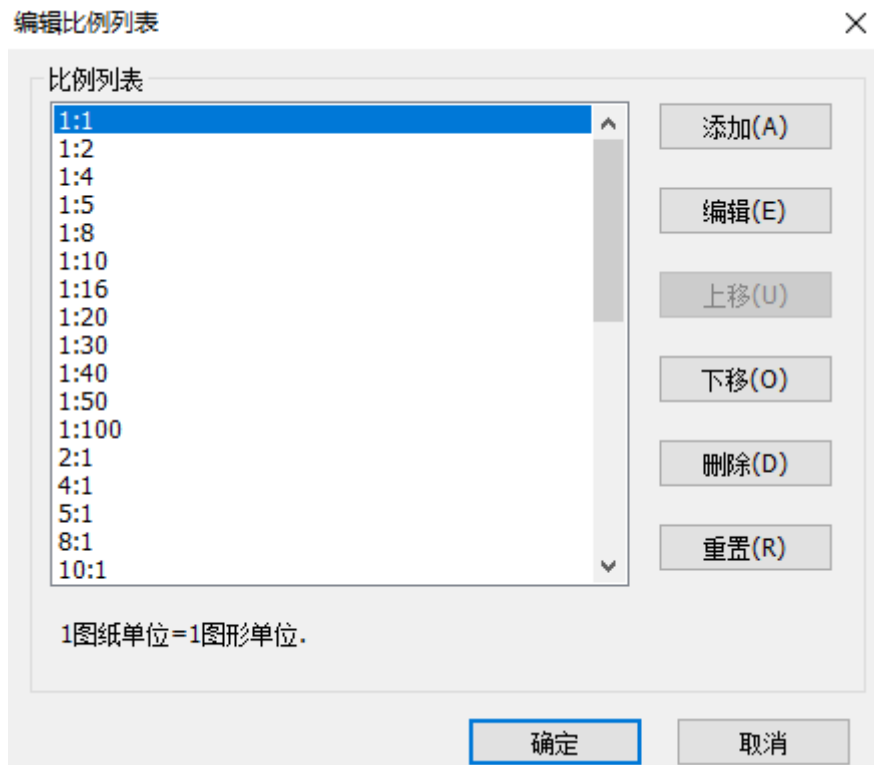 编辑比例列表
比例列表
1:1
1:2
1:4
1:5
1:8
1:10
1:16
1:20
1:30
1:40
1:50
1:100
2:1
4:1
5:1
8:1
10:1
添加(A)
编辑(E)
上移(U)
下移(O)
删除(D)
重置(R)
1图纸单位=1图形单位.
确定
取消